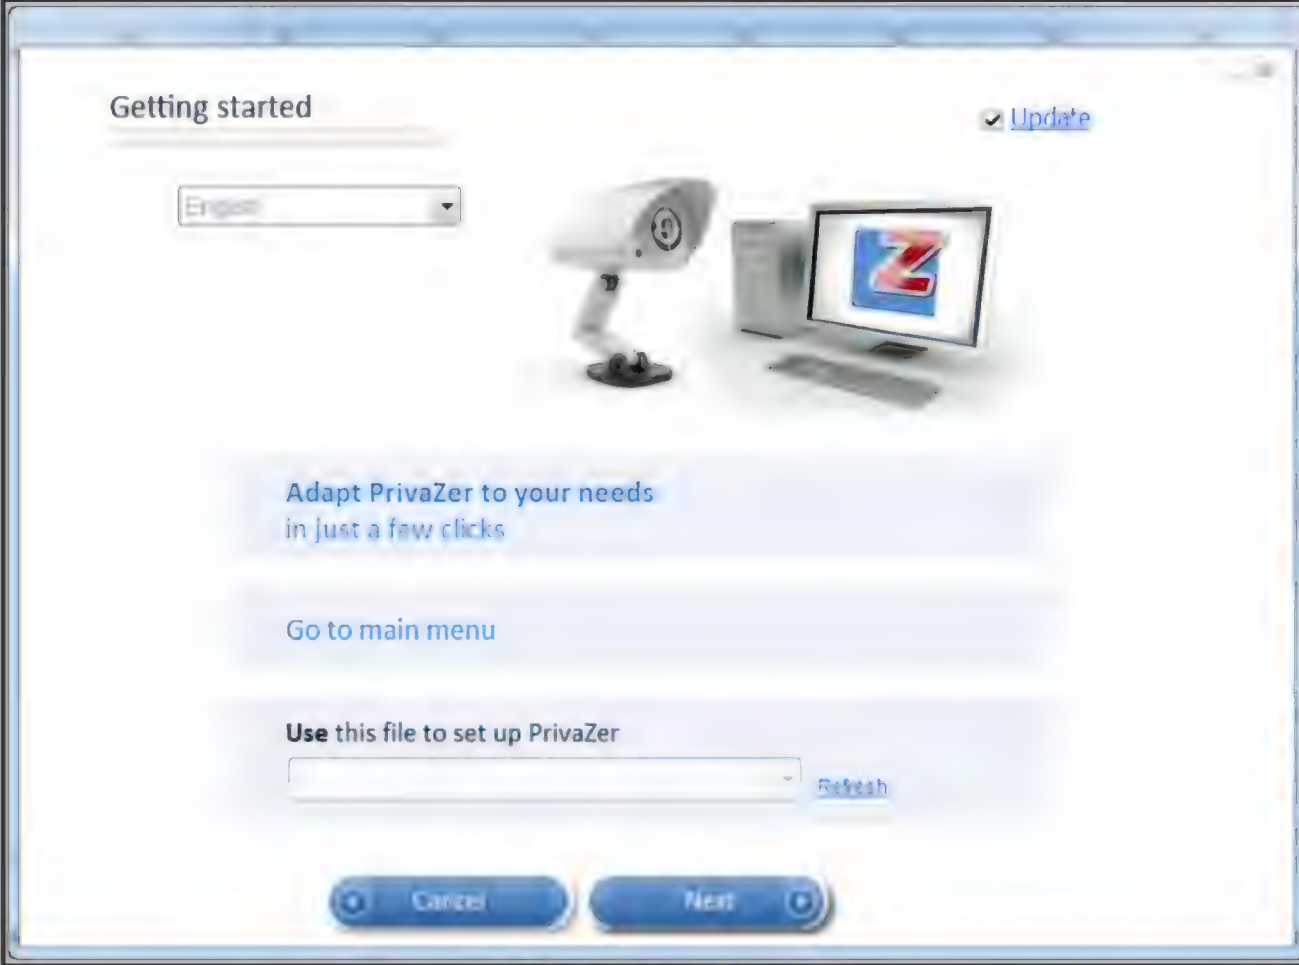 Getting started
Update
English
Z
Adapt PrivaZer to your needs
in just a few clicks
Go to main menu
Use this file to set up PrivaZer
Refresh
Cancel
Next